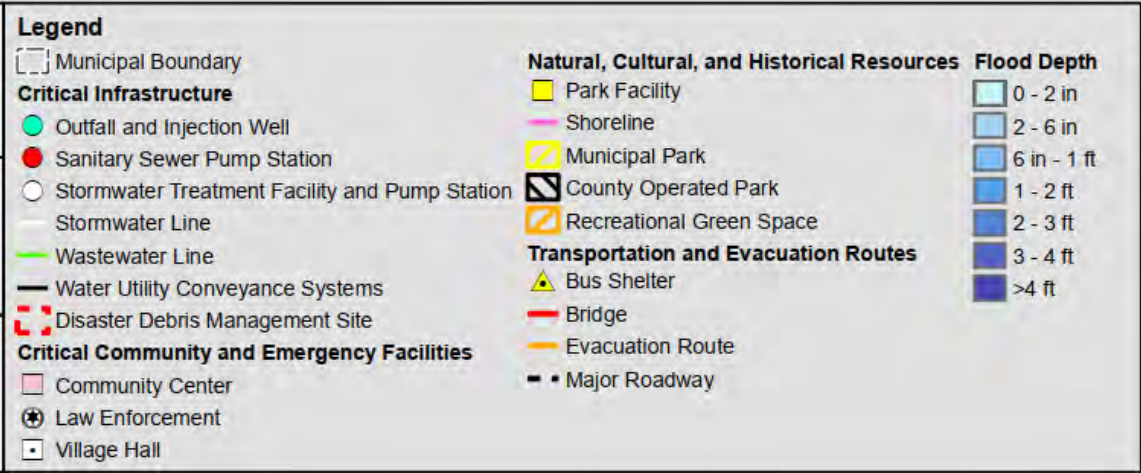 Legend
Municipal Boundary
Critical Infrastructure
Outfall and Injection Well
Sanitary Sewer Pump Station
Stormwater Treatment Facility and Pump Station
Stormwater Line
Wastewater Line
Water Utility Conveyance Systems
Disaster Debris Management Site
Critical Community and Emergency Facilities
Community Center
Law Enforcement
Village Hall
Natural, Cultural, and Historical Resources
Park Facility
Shoreline
Municipal Park
County Operated Park
Recreational Green Space
Transportation and Evacuation Routes
Bus Shelter
Bridge
Evacuation Route
Major Roadway
Flood Depth
0 - 2 in
2 - 6 in
6 in - 1 ft
1 - 2 ft
2 - 3 ft
3 - 4 ft
>4 ft